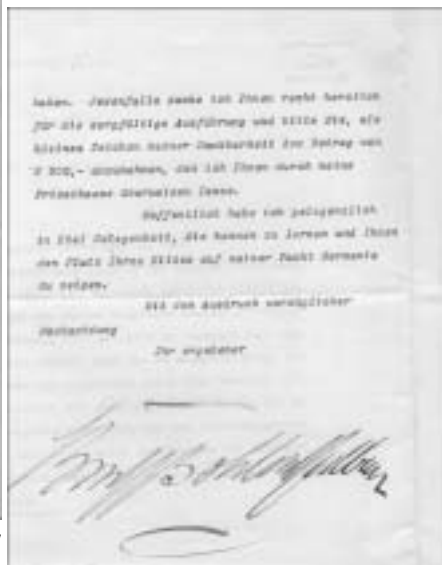 haben. Jedenfalls danke ich Ihnen recht herzlich
für die sorgfältige Ausführung und bitte Sie, als
kleines Zeichen meiner Dankbarkeit den Betrag von
500,- anzunehmen, den ich Ihnen durch meine
überweisen lasse.
Hoffentlich habe ich gelegentlich
in Kiel Gelegenheit, Sie kennen zu lernen und Ihnen
den Platz Ihres Bildes auf meiner Yacht Germania
zu zeigen.
Mit dem Ausdruck vorzüglicher
Hochachtung
Ihr ergebener